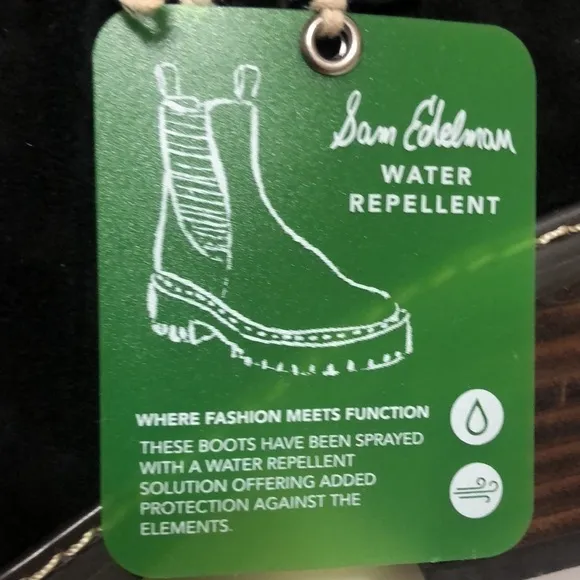 Sam Edelman
WATER
REPELLENT
WHERE FASHION MEETS FUNCTION
THESE BOOTS HAVE BEEN SPRAYED
WITH A WATER REPELLENT
SOLUTION OFFERING ADDED
PROTECTION AGAINST THE
ELEMENTS.